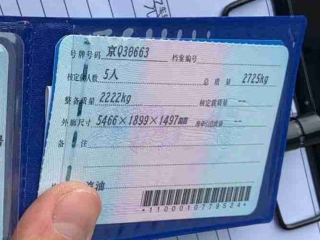 号牌号码 京Q30663 档案编号
核定载人数 5人 总质量 2725kg
整备质量 2222kg 核定载质量 --
外廓尺寸 5466×1899×1497mm 准牵引总质量 --
备注
汽油
*1100010779524*